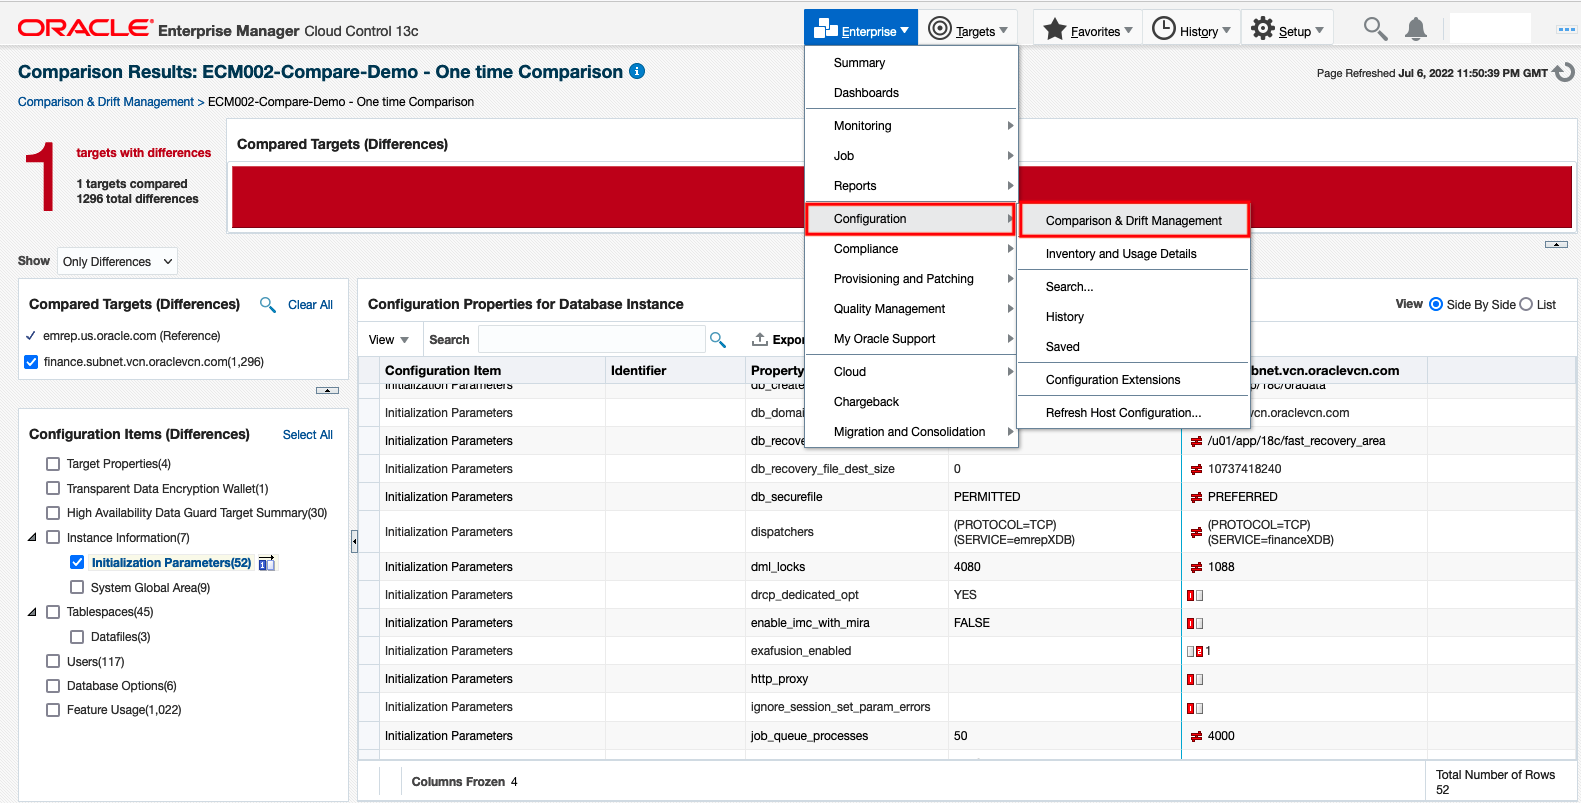 ORACLE® Enterprise Manager Cloud Control 13c
Enterprise
Targets
Favorites
History
Setup
Comparison Results: ECM002-Compare-Demo - One time Comparison
Page Refreshed Jul 6, 2022 11:50:39 PM GMT
Comparison & Drift Management > ECM002-Compare-Demo - One time Comparison
1
targets with differences
1 targets compared
1296 total differences
Compared Targets (Differences)
Summary
Dashboards
Monitoring
Job
Reports
Configuration
Compliance
Provisioning and Patching
Quality Management
My Oracle Support
Cloud
Chargeback
Migration and Consolidation
Comparison & Drift Management
Inventory and Usage Details
Search...
History
Saved
Configuration Extensions
Refresh Host Configuration...
Show Only Differences
Compared Targets (Differences) Clear All
emrep.us.oracle.com (Reference)
finance.subnet.vcn.oraclevcn.com(1,296)
Configuration Items (Differences) Select All
Target Properties(4)
Transparent Data Encryption Wallet(1)
High Availability Data Guard Target Summary(30)
Instance Information(7)
Initialization Parameters(52)
System Global Area(9)
Tablespaces(45)
Datafiles(3)
Users(117)
Database Options(6)
Feature Usage(1,022)
Configuration Properties for Database Instance
View Side By Side List
View Search Expor
Configuration Item Identifier Property bnet.vcn.oraclevcn.com
Initialization Parameters db_create p/18c/oradata
Initialization Parameters db_domai vcn.oraclevcn.com
Initialization Parameters db_recove /u01/app/18c/fast_recovery_area
Initialization Parameters db_recovery_file_dest_size 0 10737418240
Initialization Parameters db_securefile PERMITTED PREFERRED
Initialization Parameters dispatchers (PROTOCOL=TCP) (SERVICE=emrepXDB) (PROTOCOL=TCP) (SERVICE=financeXDB)
Initialization Parameters dml_locks 4080 1088
Initialization Parameters drcp_dedicated_opt YES
Initialization Parameters enable_imc_with_mira FALSE
Initialization Parameters exafusion_enabled 1
Initialization Parameters http_proxy
Initialization Parameters ignore_session_set_param_errors
Initialization Parameters job_queue_processes 50 4000
Columns Frozen 4
Total Number of Rows
52